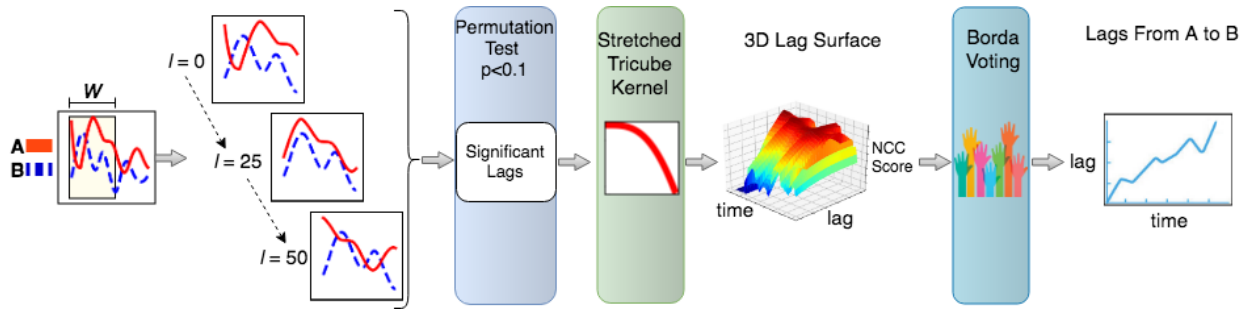 W
A
B
l = 0
l = 25
l = 50
Permutation
Test
p<0.1
Significant
Lags
Stretched
Tricube
Kernel
3D Lag Surface
NCC
Score
time
lag
Borda
Voting
Lags From A to B
lag
time